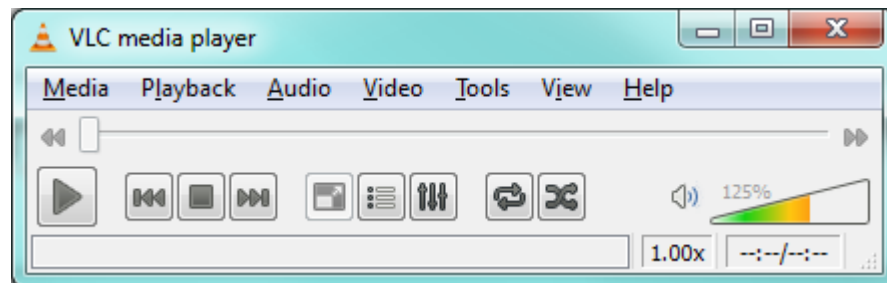 VLC media player
Media Playback Audio Video Tools View Help
125%
1.00x --:--/--:--